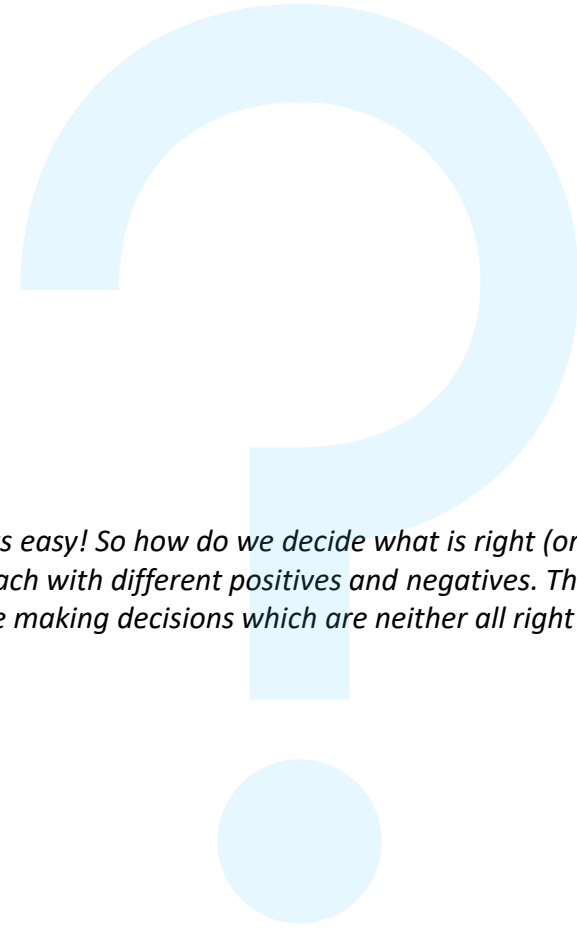 s easy! So how do we decide what is right (or
ach with different positives and negatives. Th
e making decisions which are neither all right